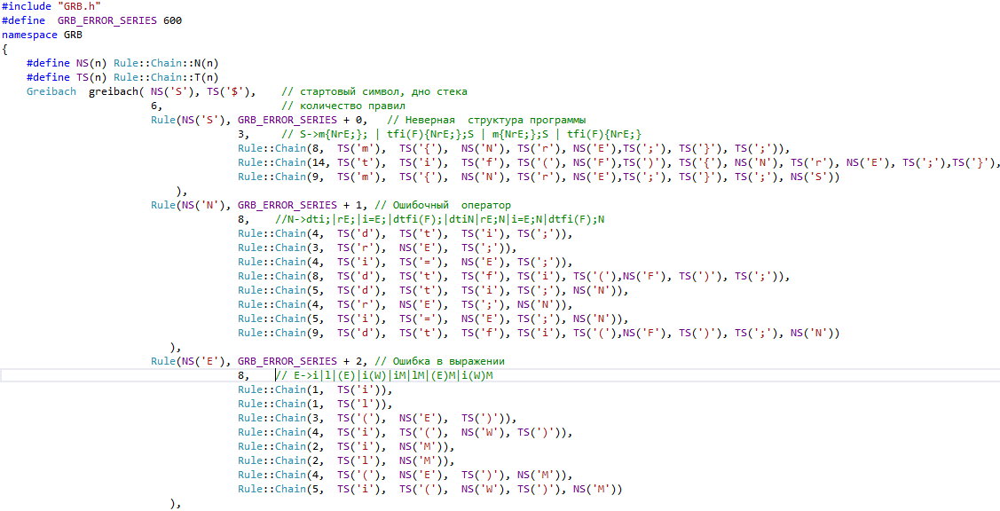 #include "GRB.h"
#define  GRB_ERROR_SERIES 600
namespace GRB
{
    #define NS(n) Rule::Chain::N(n)
    #define TS(n) Rule::Chain::T(n)
    Greibach  greibach( NS('S'), TS('$'),    // стартовый символ, дно стека
                        6,                   // количество правил
                        Rule(NS('S'), GRB_ERROR_SERIES + 0,   // Неверная  структура программы
                                      3,     // S->m{NrE;}; | tfi(F){NrE;};S | m{NrE;};S | tfi(F){NrE;}
                                      Rule::Chain(8,  TS('m'),  TS('{'),  NS('N'), TS('r'), NS('E'),TS(';'), TS('}'), TS(';')),
                                      Rule::Chain(14, TS('t'),  TS('i'),  TS('f'), TS('('), NS('F'),TS(')'), TS('{'), NS('N'), TS('r'), NS('E'), TS(';'),TS('}'),
                                      Rule::Chain(9,  TS('m'),  TS('{'),  NS('N'), TS('r'), NS('E'),TS(';'), TS('}'), TS(';'), NS('S'))
                            ),
                        Rule(NS('N'), GRB_ERROR_SERIES + 1, // Ошибочный  оператор
                                      8,    //N->dti;|rE;|i=E;|dtfi(F);|dtiN|rE;N|i=E;N|dtfi(F);N
                                      Rule::Chain(4,  TS('d'),  TS('t'),  TS('i'), TS(';')),
                                      Rule::Chain(3,  TS('r'),  NS('E'),  TS(';')),
                                      Rule::Chain(4,  TS('i'),  TS('='),  NS('E'), TS(';')),
                                      Rule::Chain(8,  TS('d'),  TS('t'),  TS('f'), TS('i'), TS('('),NS('F'), TS(')'), TS(';')),
                                      Rule::Chain(5,  TS('d'),  TS('t'),  TS('i'), TS(';'), NS('N')),
                                      Rule::Chain(4,  TS('r'),  NS('E'),  TS(';'), NS('N')),
                                      Rule::Chain(5,  TS('i'),  TS('='),  NS('E'), TS(';'), NS('N')),
                                      Rule::Chain(9,  TS('d'),  TS('t'),  TS('f'), TS('i'), TS('('),NS('F'), TS(')'), TS(';'), NS('N'))
                           ),
                        Rule(NS('E'), GRB_ERROR_SERIES + 2, // Ошибка в выражении
                                      8,    // E->i|l|(E)|i(W)|iM|lM|(E)M|i(W)M
                                      Rule::Chain(1,  TS('i')),
                                      Rule::Chain(1,  TS('l')),
                                      Rule::Chain(3,  TS('('),  NS('E'),  TS(')')),
                                      Rule::Chain(4,  TS('i'),  TS('('),  NS('W'), TS(')')),
                                      Rule::Chain(2,  TS('i'),  NS('M')),
                                      Rule::Chain(2,  TS('l'),  NS('M')),
                                      Rule::Chain(4,  TS('('),  NS('E'),  TS(')'), NS('M')),
                                      Rule::Chain(5,  TS('i'),  TS('('),  NS('W'), TS(')'), NS('M'))
                           ),